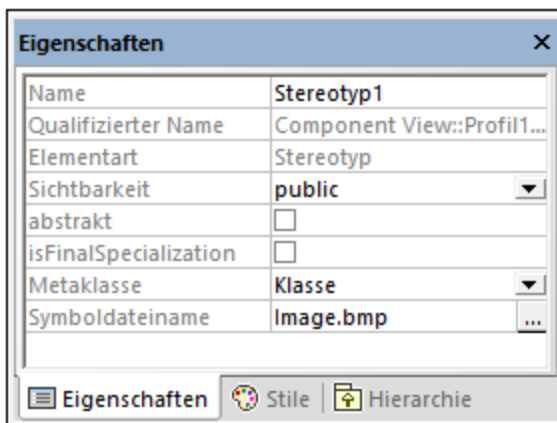 Eigenschaften
Name Stereotyp1
Qualifizierter Name Component View::Profil1...
Elementart Stereotyp
Sichtbarkeit public
abstrakt
isFinalSpecialization
Metaklasse Klasse
Symboldateiname Image.bmp ...
Eigenschaften Stile Hierarchie